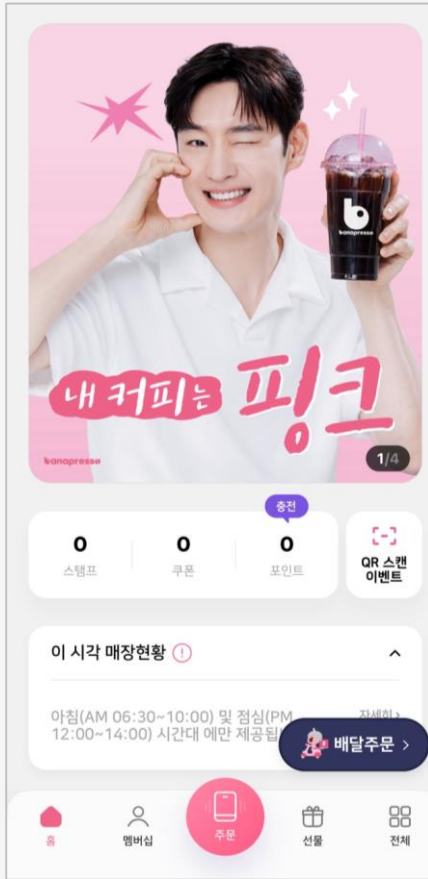 b
banapresso
내 커피는 핑크
banapresso
1/4
충전
0
0
0
스탬프
쿠폰
포인트
QR 스캔
이벤트
이 시각 매장현황
아침(AM 06:30~10:00) 및 점심(PM
12:00~14:00) 시간대 에만 제공됩
자세히 >
배달주문 >
홈
멤버십
주문
선물
전체